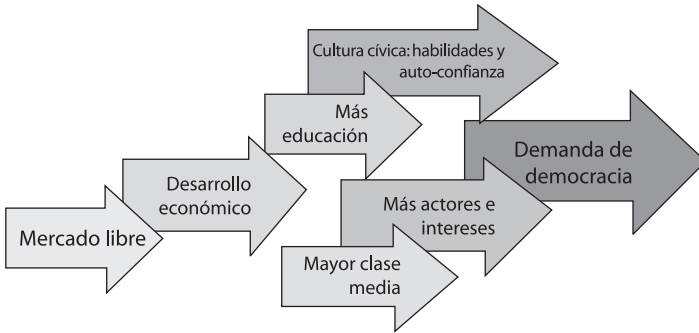 Mercado libre
Desarrollo
económico
Más
educación
Cultura cívica: habilidades y
auto-confianza
Mayor clase
media
Más actores e
intereses
Demanda de
democracia